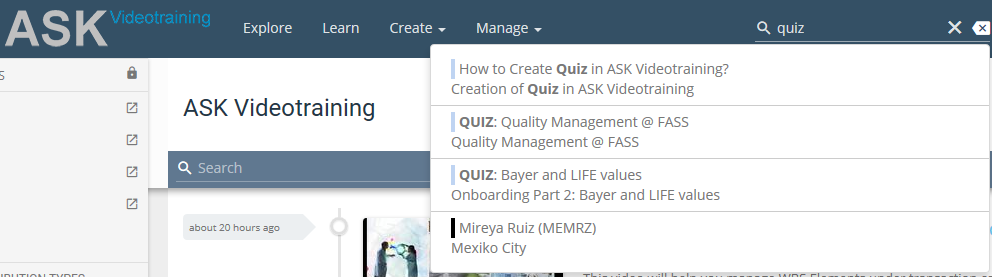 ASK Videotraining
Explore
Learn
Create
Manage
quiz
S
How to Create Quiz in ASK Videotraining?
Creation of Quiz in ASK Videotraining
QUIZ: Quality Management @ FASS
Quality Management @ FASS
QUIZ: Bayer and LIFE values
Onboarding Part 2: Bayer and LIFE values
Mireya Ruiz (MEMRZ)
Mexiko City
ASK Videotraining
Search
about 20 hours ago
BUTION TYPES
This video will help you manage WBS Elements under transaction